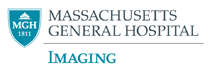 MGH
1811
MASSACHUSETTS
GENERAL HOSPITAL
IMAGING